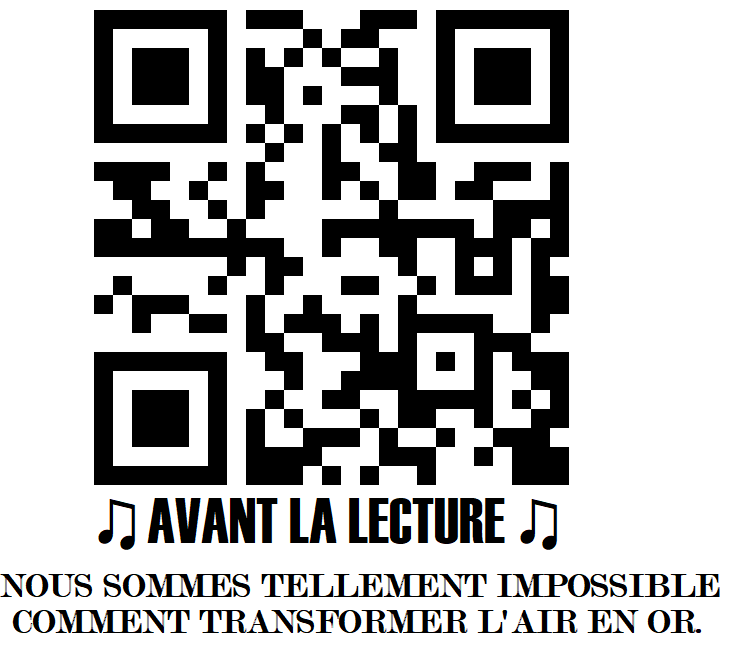 ♫ AVANT LA LECTURE ♫
NOUS SOMMES TELLEMENT IMPOSSIBLE
COMMENT TRANSFORMER L'AIR EN OR.